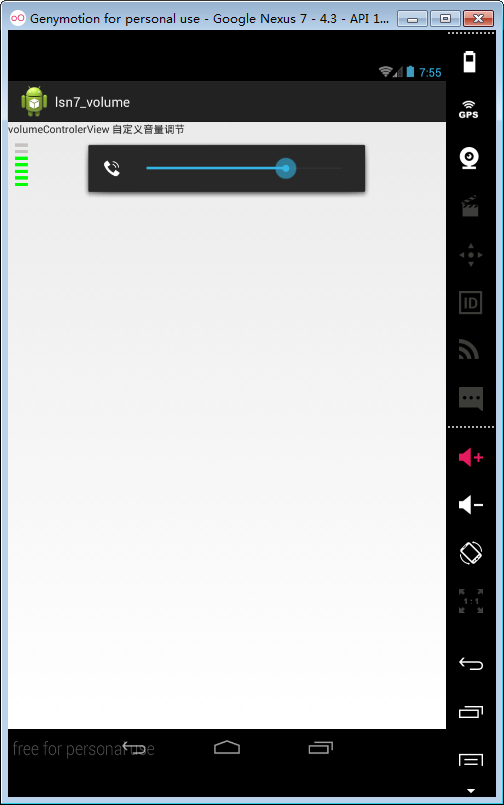 Genymotion for personal use - Google Nexus 7 - 4.3 - API 1...
7:55
GPS
lsn7_volume
volumeControlerView 自定义音量调节
ID
1:1
free for personal use